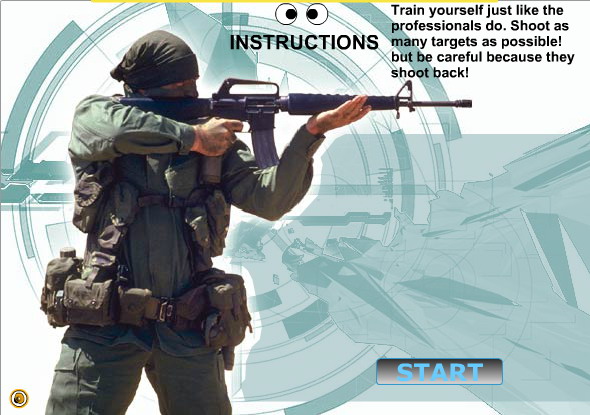 INSTRUCTIONS
Train yourself just like the
professionals do. Shoot as
many targets as possible!
but be careful because they
shoot back!
START